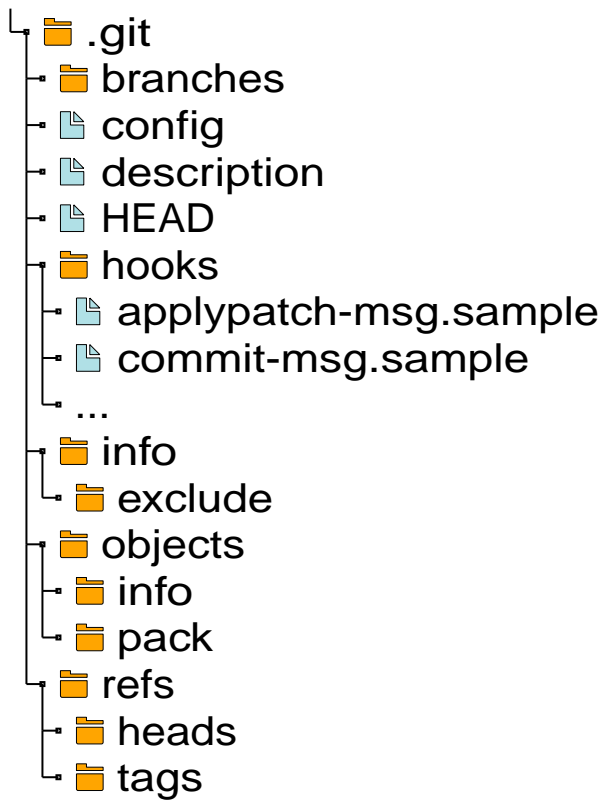 .git
branches
config
description
HEAD
hooks
applypatch-msg.sample
commit-msg.sample
...
info
exclude
objects
info
pack
refs
heads
tags